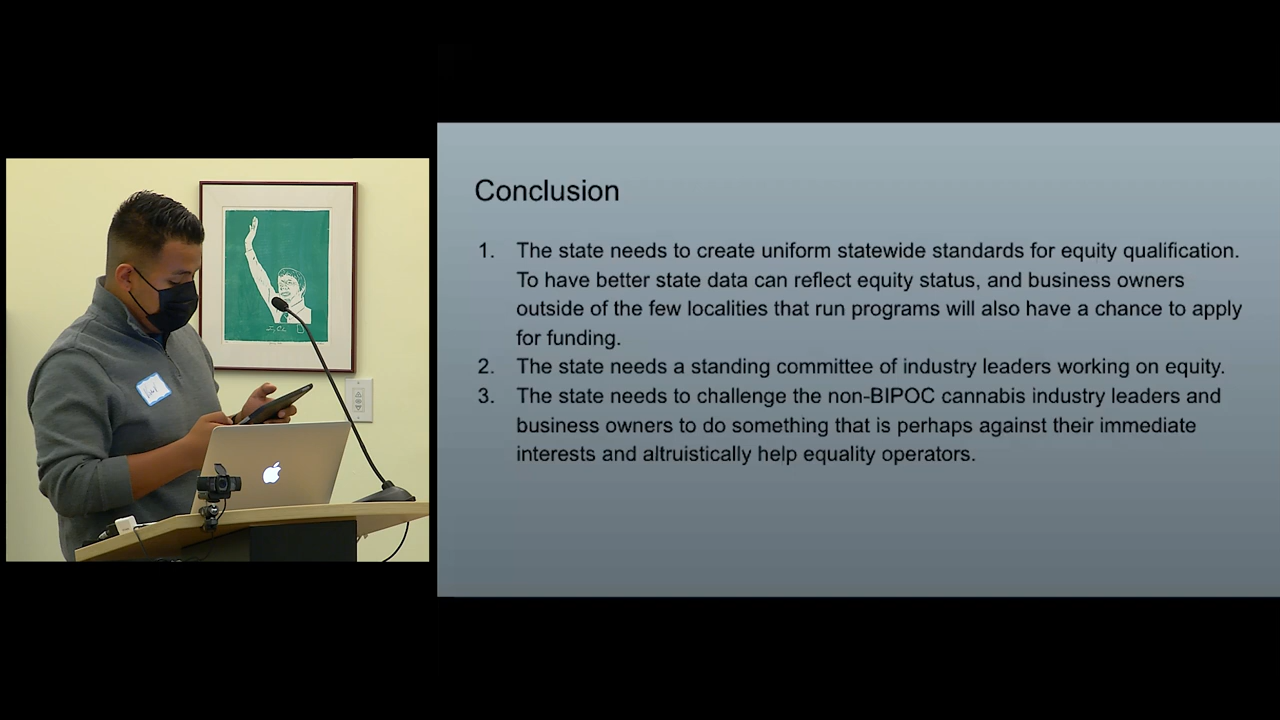 Conclusion
1. The state needs to create uniform statewide standards for equity qualification.
To have better state data can reflect equity status, and business owners
outside of the few localities that run programs will also have a chance to apply
for funding.
2. The state needs a standing committee of industry leaders working on equity.
3. The state needs to challenge the non-BIPOC cannabis industry leaders and
business owners to do something that is perhaps against their immediate
interests and altruistically help equality operators.